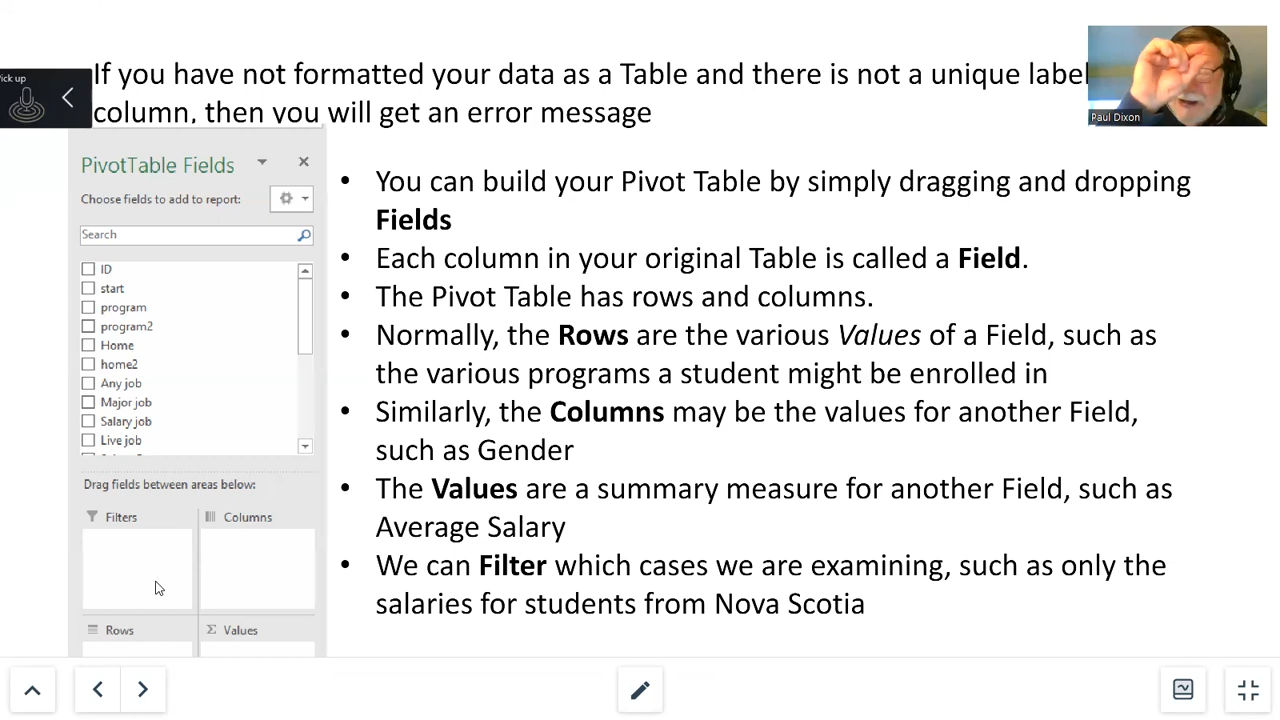 If you have not formatted your data as a Table and there is not a unique label
column, then you will get an error message
Pick up
Paul Dixon
PivotTable Fields
Choose fields to add to report:
Search
ID
start
program
program2
Home
home2
Any job
Major job
Salary job
Live job
Drag fields between areas below:
Filters
Columns
Rows
Values
• You can build your Pivot Table by simply dragging and dropping
Fields
• Each column in your original Table is called a Field.
• The Pivot Table has rows and columns.
• Normally, the Rows are the various Values of a Field, such as
the various programs a student might be enrolled in
• Similarly, the Columns may be the values for another Field,
such as Gender
• The Values are a summary measure for another Field, such as
Average Salary
• We can Filter which cases we are examining, such as only the
salaries for students from Nova Scotia